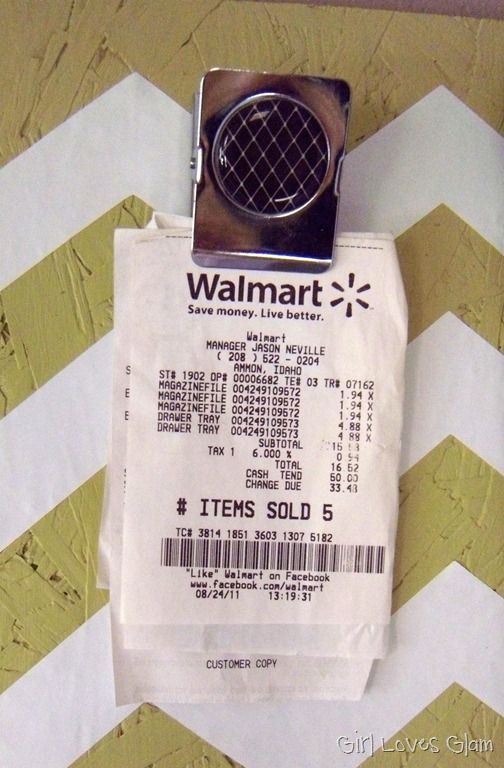 Walmart
Save money. Live better.
Walmart
MANAGER JASON NEVILLE
( 208 ) 522 - 0204
AMMON, IDAHO
ST# 1902 OP# 00006682 TE# 03 TR# 07162
MAGAZINEFILE 004249109572 1.94 X
MAGAZINEFILE 004249109572 1.94 X
MAGAZINEFILE 004249109572 1.94 X
DRAWER TRAY 004249109573 4.88 X
DRAWER TRAY 004249109573 4 88 X
SUBTOTAL
TAX 1 6.000 % 0 94
TOTAL 16 52
CASH TEND 50.00
CHANGE DUE 33.48
# ITEMS SOLD 5
TC# 3814 1851 3603 1307 5182
"Like" Walmart on Facebook
www.facebook.com/walmart
08/24/11 13:19:31
CUSTOMER COPY
Girl Loves Glam